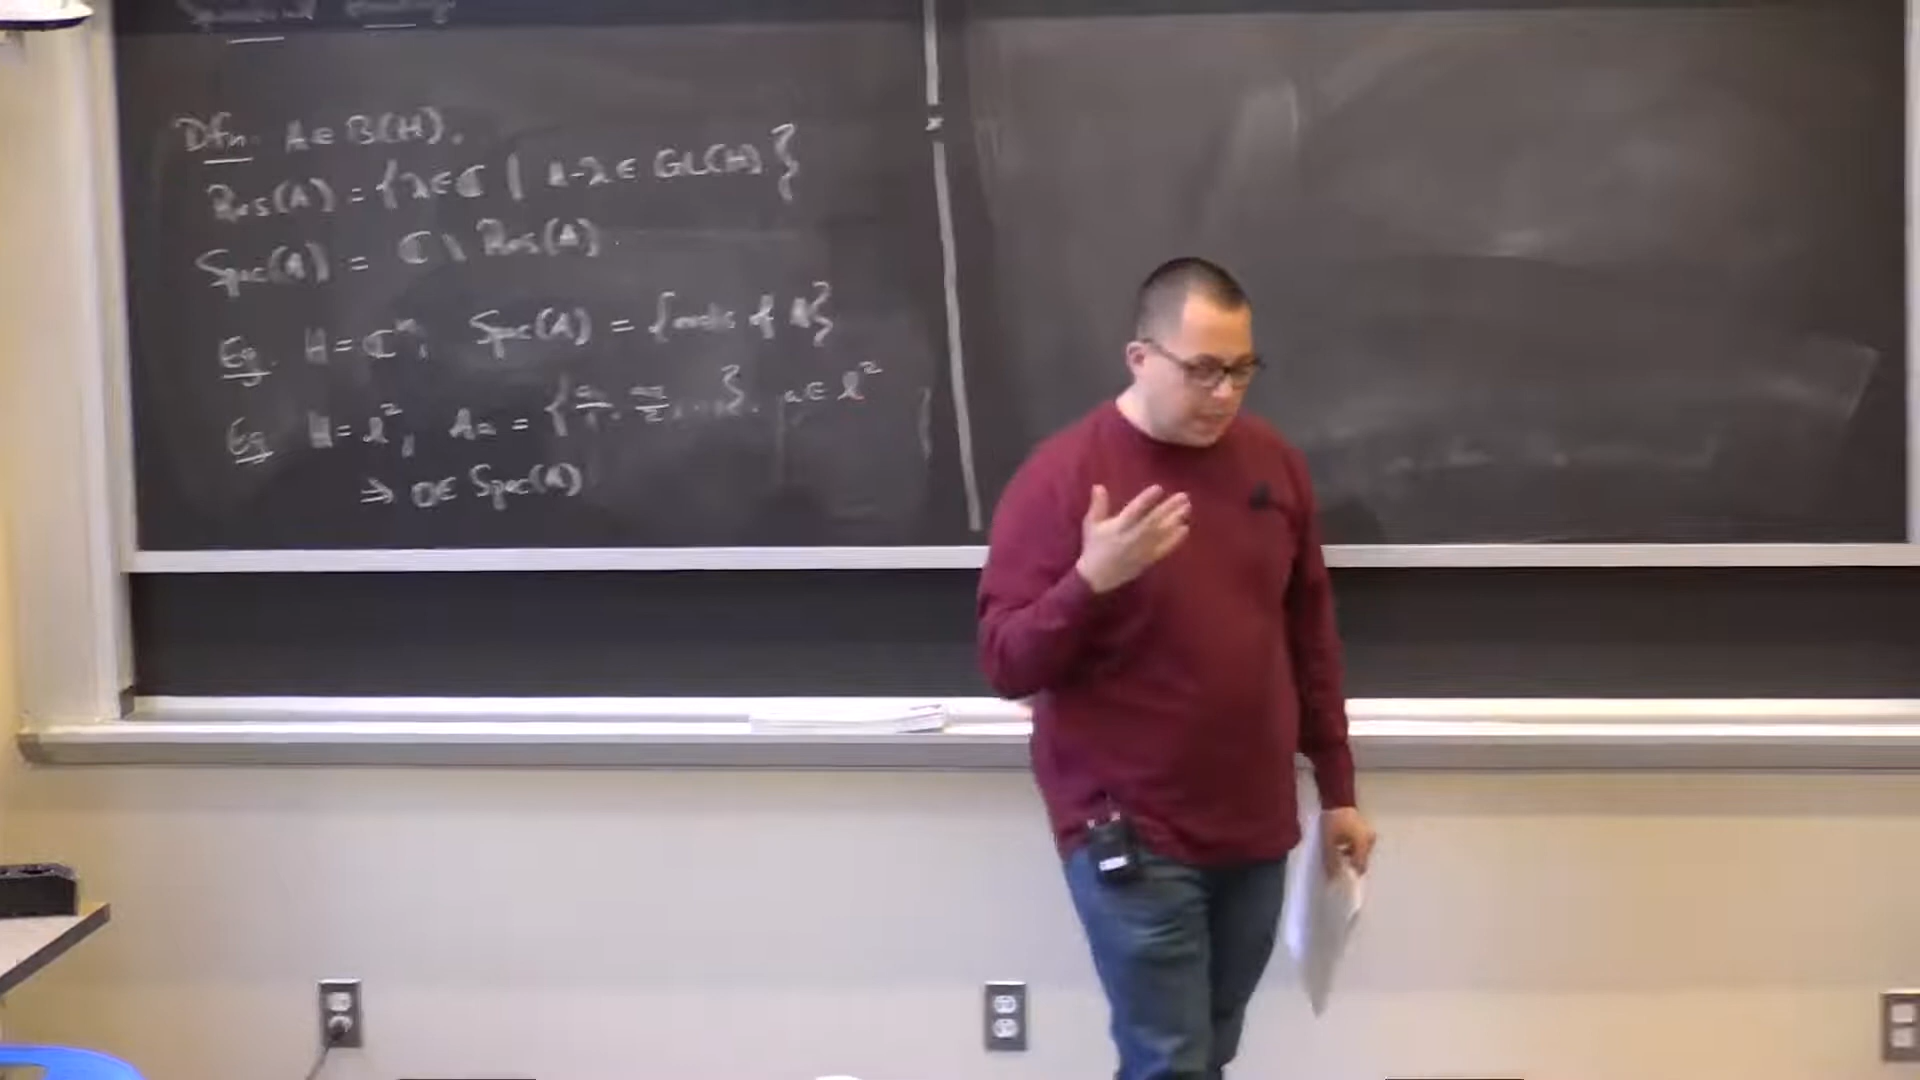 Dfn. A ∈ B(H).
Res(A) = {λ ∈ ℂ | A-λ ∈ GL(H)}
Spec(A) = ℂ \ Res(A)
Eg. H = ℂⁿ, Spec(A) = { of A}
Eg H = ℓ², Aa = {a₁/1, a₂/2, ...}. a ∈ ℓ²
⇒ 0 ∈ Spec(A)